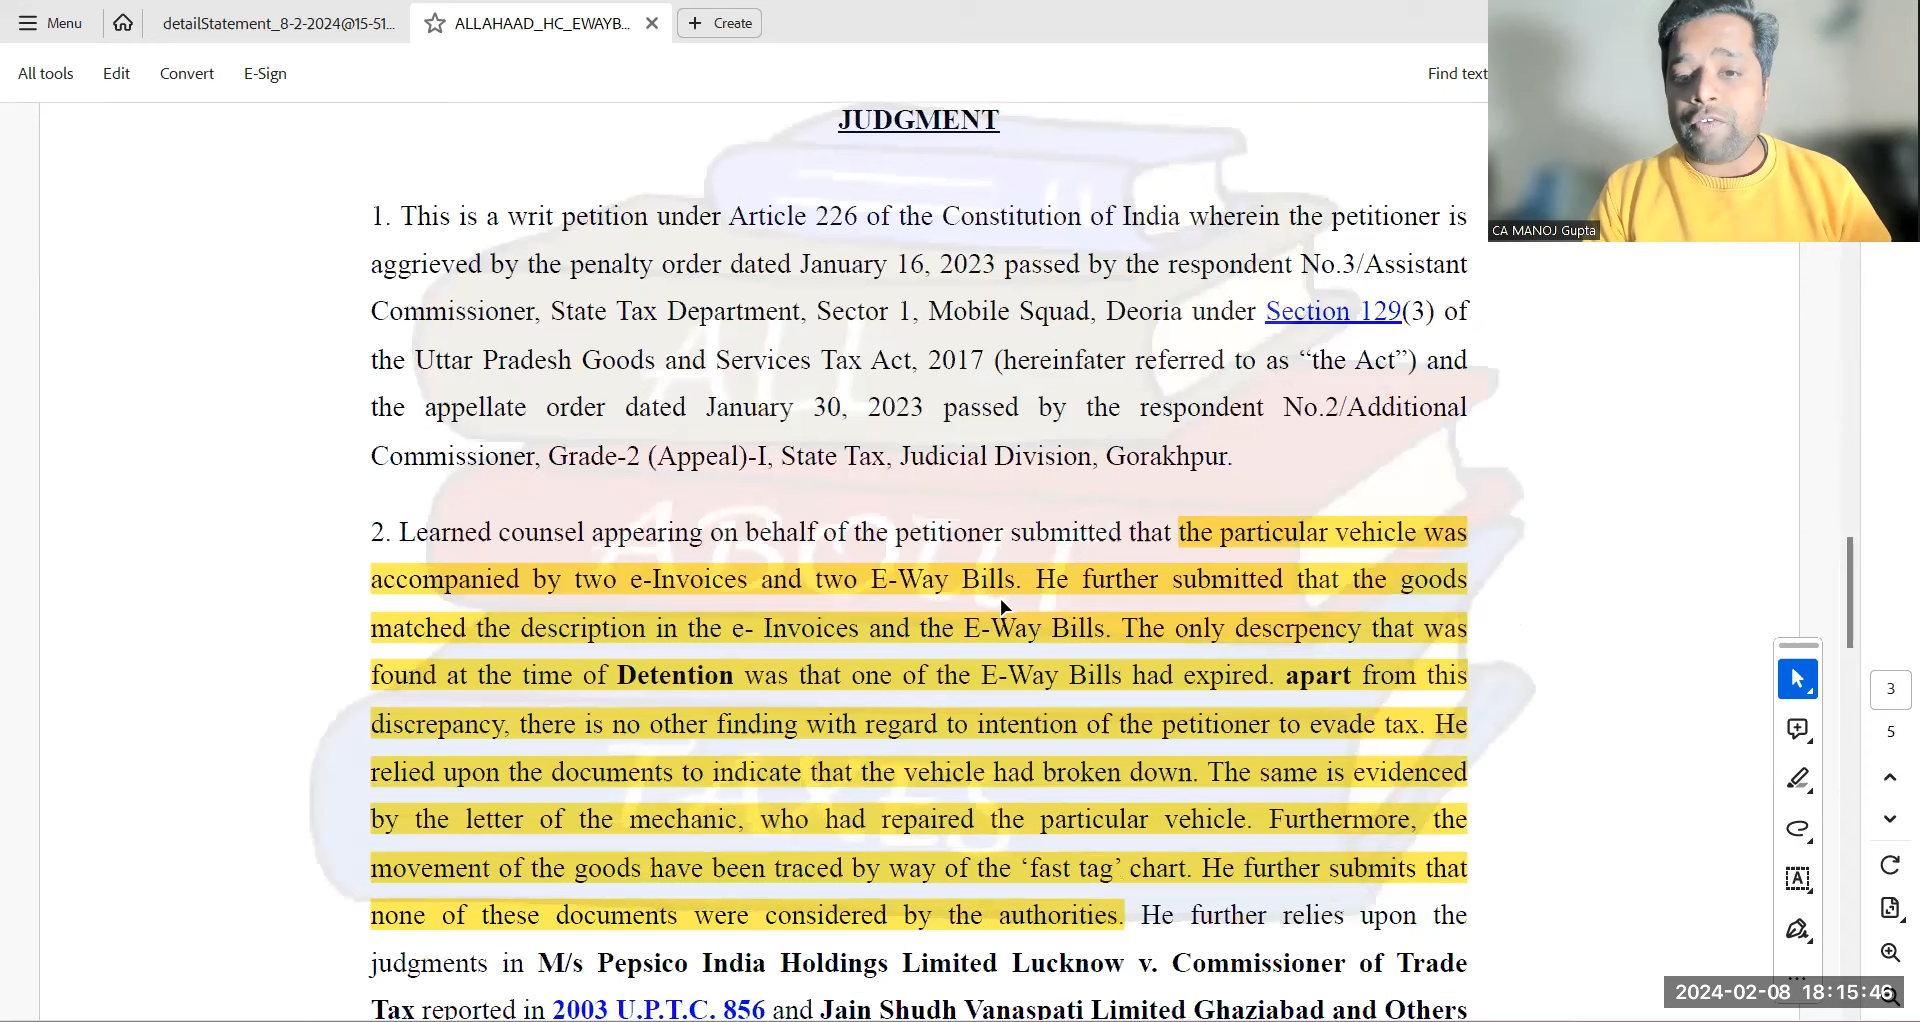 Menu
detailStatement_8-2-2024@15-51...
ALLAHAAD_HC_EWAYB...
Create
All tools
Edit
Convert
E-Sign
Find text
CA MANOJ Gupta
JUDGMENT
1. This is a writ petition under Article 226 of the Constitution of India wherein the petitioner is
aggrieved by the penalty order dated January 16, 2023 passed by the respondent No.3/Assistant
Commissioner, State Tax Department, Sector 1, Mobile Squad, Deoria under Section 129(3) of
the Uttar Pradesh Goods and Services Tax Act, 2017 (hereinfater referred to as “the Act”) and
the appellate order dated January 30, 2023 passed by the respondent No.2/Additional
Commissioner, Grade-2 (Appeal)-I, State Tax, Judicial Division, Gorakhpur.
2. Learned counsel appearing on behalf of the petitioner submitted that the particular vehicle was
accompanied by two e-Invoices and two E-Way Bills. He further submitted that the goods
matched the description in the e- Invoices and the E-Way Bills. The only descrpency that was
found at the time of Detention was that one of the E-Way Bills had expired. apart from this
discrepancy, there is no other finding with regard to intention of the petitioner to evade tax. He
relied upon the documents to indicate that the vehicle had broken down. The same is evidenced
by the letter of the mechanic, who had repaired the particular vehicle. Furthermore, the
movement of the goods have been traced by way of the ‘fast tag’ chart. He further submits that
none of these documents were considered by the authorities. He further relies upon the
judgments in M/s Pepsico India Holdings Limited Lucknow v. Commissioner of Trade
Tax reported in 2003 U.P.T.C. 856 and Jain Shudh Vanaspati Limited Ghaziabad and Others
ALL
ABOUT
TAXES
3
5
2024-02-08 18:15:46